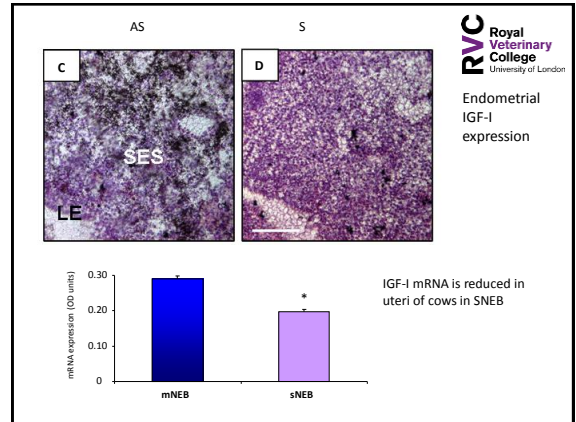 AS
S
RVC
Royal
Veterinary
College
University of London
C
D
SES
LE
Endometrial
IGF-I
expression
mRNA expression (OD units)
0.30
0.20
0.10
0
*
mNEB
sNEB
IGF-I mRNA is reduced in
uteri of cows in SNEB